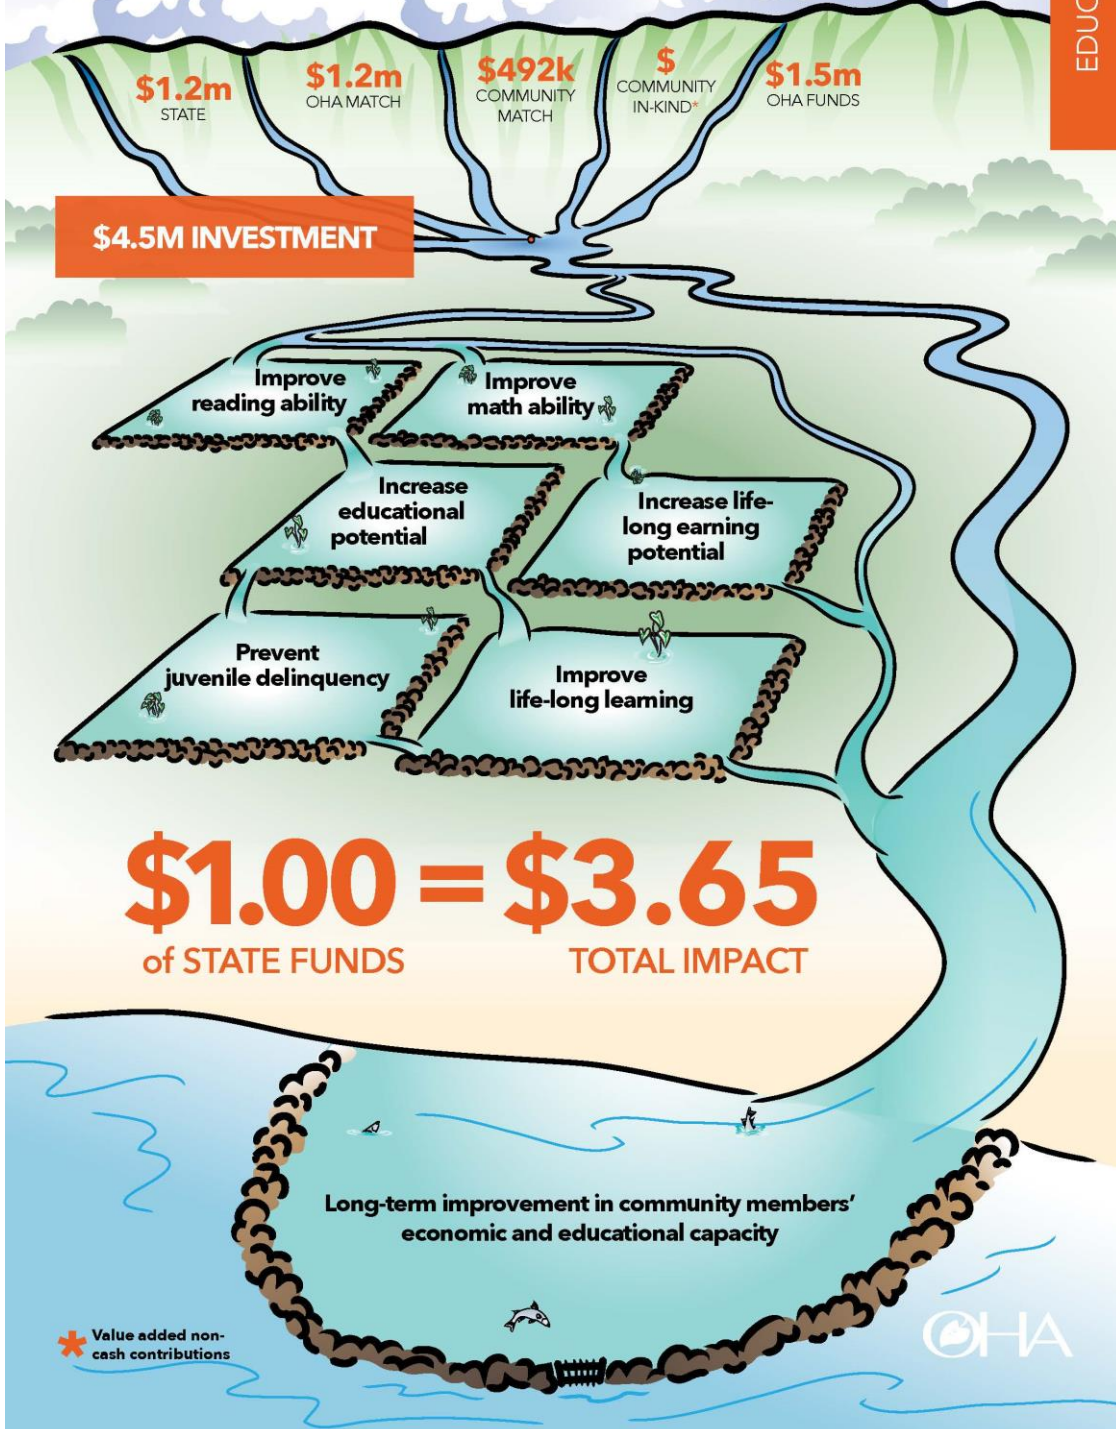 EDUC
$1.2m
STATE
$1.2m
OHA MATCH
$492k
COMMUNITY
MATCH
$
COMMUNITY
IN-KIND*
$1.5m
OHA FUNDS
$4.5M INVESTMENT
Improve
reading ability
Improve
math ability
Increase
educational
potential
Increase life-
long earning
potential
Prevent
juvenile delinquency
Improve
life-long learning
$1.00 = $3.65
of STATE FUNDS TOTAL IMPACT
Long-term improvement in community members'
economic and educational capacity
* Value added non-
cash contributions
OHA